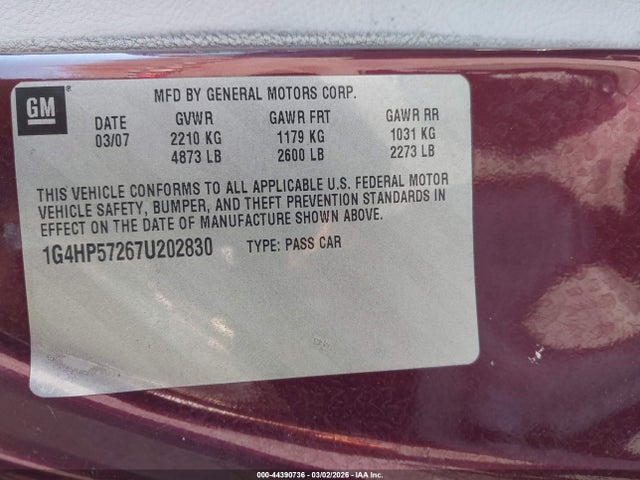 GM®
MFD BY GENERAL MOTORS CORP.
DATE GVWR GAWR FRT GAWR RR
03/07 2210 KG 1179 KG 1031 KG
4873 LB 2600 LB 2273 LB
THIS VEHICLE CONFORMS TO ALL APPLICABLE U.S. FEDERAL MOTOR
VEHICLE SAFETY, BUMPER, AND THEFT PREVENTION STANDARDS IN
EFFECT ON THE DATE OF MANUFACTURE SHOWN ABOVE.
1G4HP57267U202830 TYPE: PASS CAR
000-44390736 - 03/02/2026 - IAA Inc.